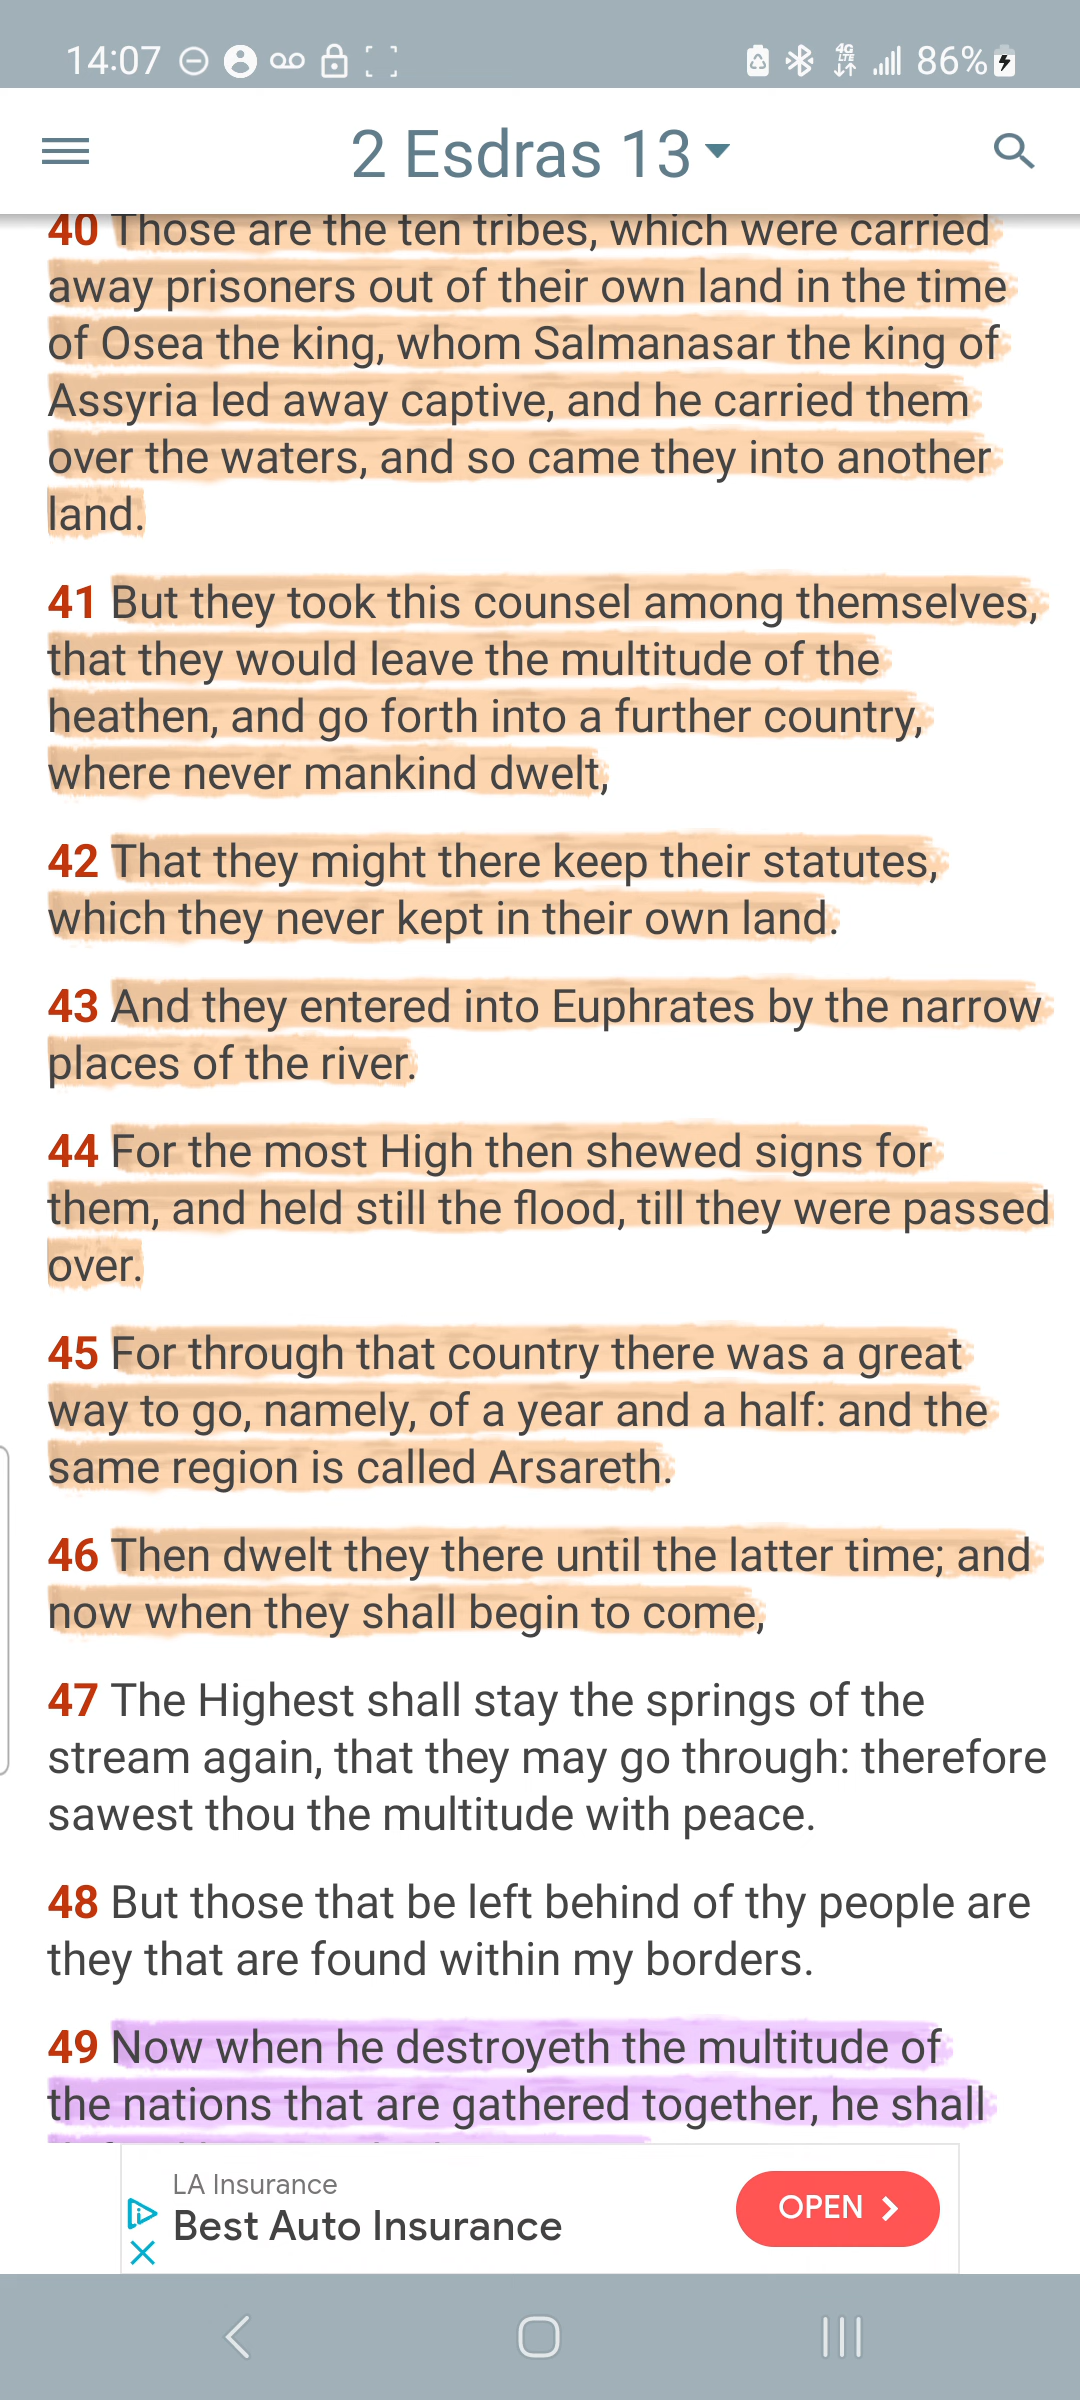 14:07
4G LTE
86%
2 Esdras 13
40 Those are the ten tribes, which were carried
away prisoners out of their own land in the time
of Osea the king, whom Salmanasar the king of
Assyria led away captive, and he carried them
over the waters, and so came they into another
land.
41 But they took this counsel among themselves,
that they would leave the multitude of the
heathen, and go forth into a further country,
where never mankind dwelt,
42 That they might there keep their statutes,
which they never kept in their own land.
43 And they entered into Euphrates by the narrow
places of the river.
44 For the most High then shewed signs for
them, and held still the flood, till they were passed
over.
45 For through that country there was a great
way to go, namely, of a year and a half: and the
same region is called Arsareth.
46 Then dwelt they there until the latter time; and
now when they shall begin to come,
47 The Highest shall stay the springs of the
stream again, that they may go through: therefore
sawest thou the multitude with peace.
48 But those that be left behind of thy people are
they that are found within my borders.
49 Now when he destroyeth the multitude of
the nations that are gathered together, he shall
LA Insurance
Best Auto Insurance
OPEN